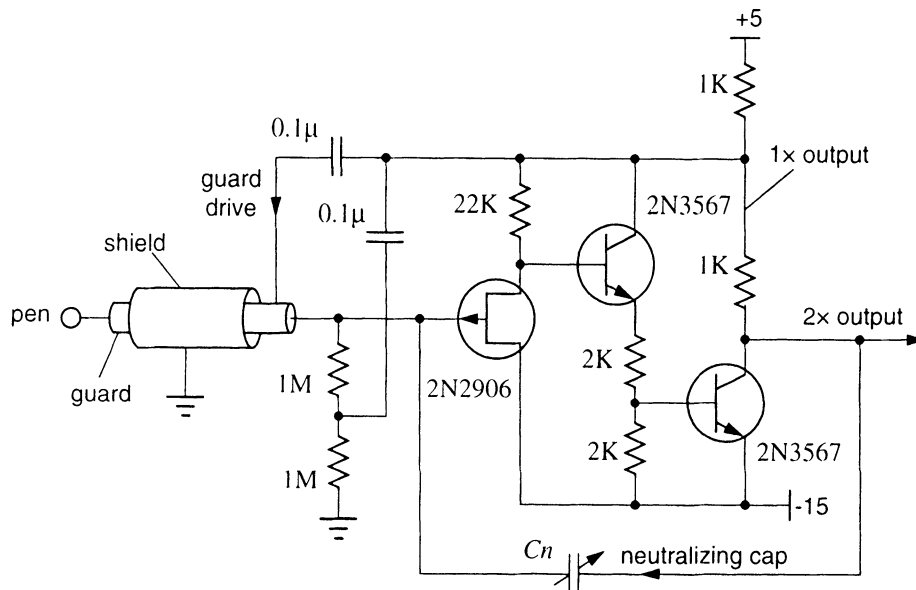 +5
1K
0.1µ
1× output
guard
drive
0.1µ
22K
2N3567
shield
1K
pen
2× output
guard
1M
2N2906
2K
1M
2K
2N3567
-15
Cn
neutralizing cap